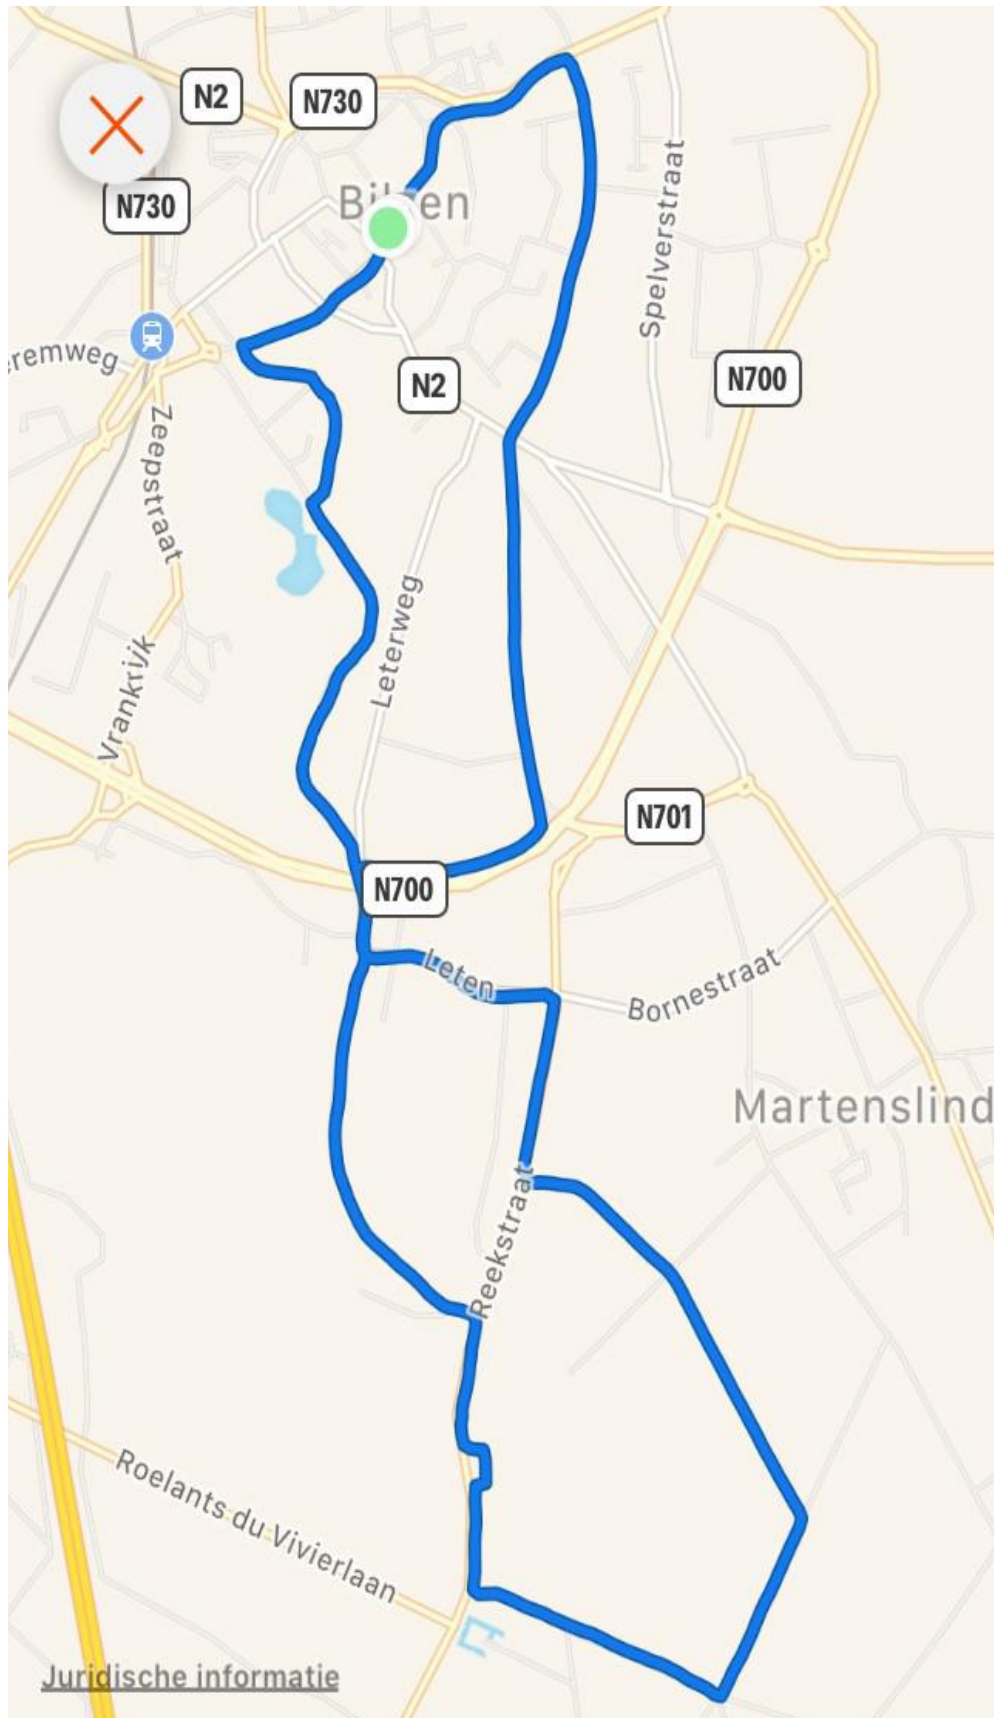 N2
N730
N730
Bilzen
Spelverstraat
eremweg
N2
N700
Zeepstraat
Leterweg
Vrankrijk
N701
N700
Leten
Bornestraat
Martenslind
Reekstraat
Roelants du Vivierlaan
Juridische informatie